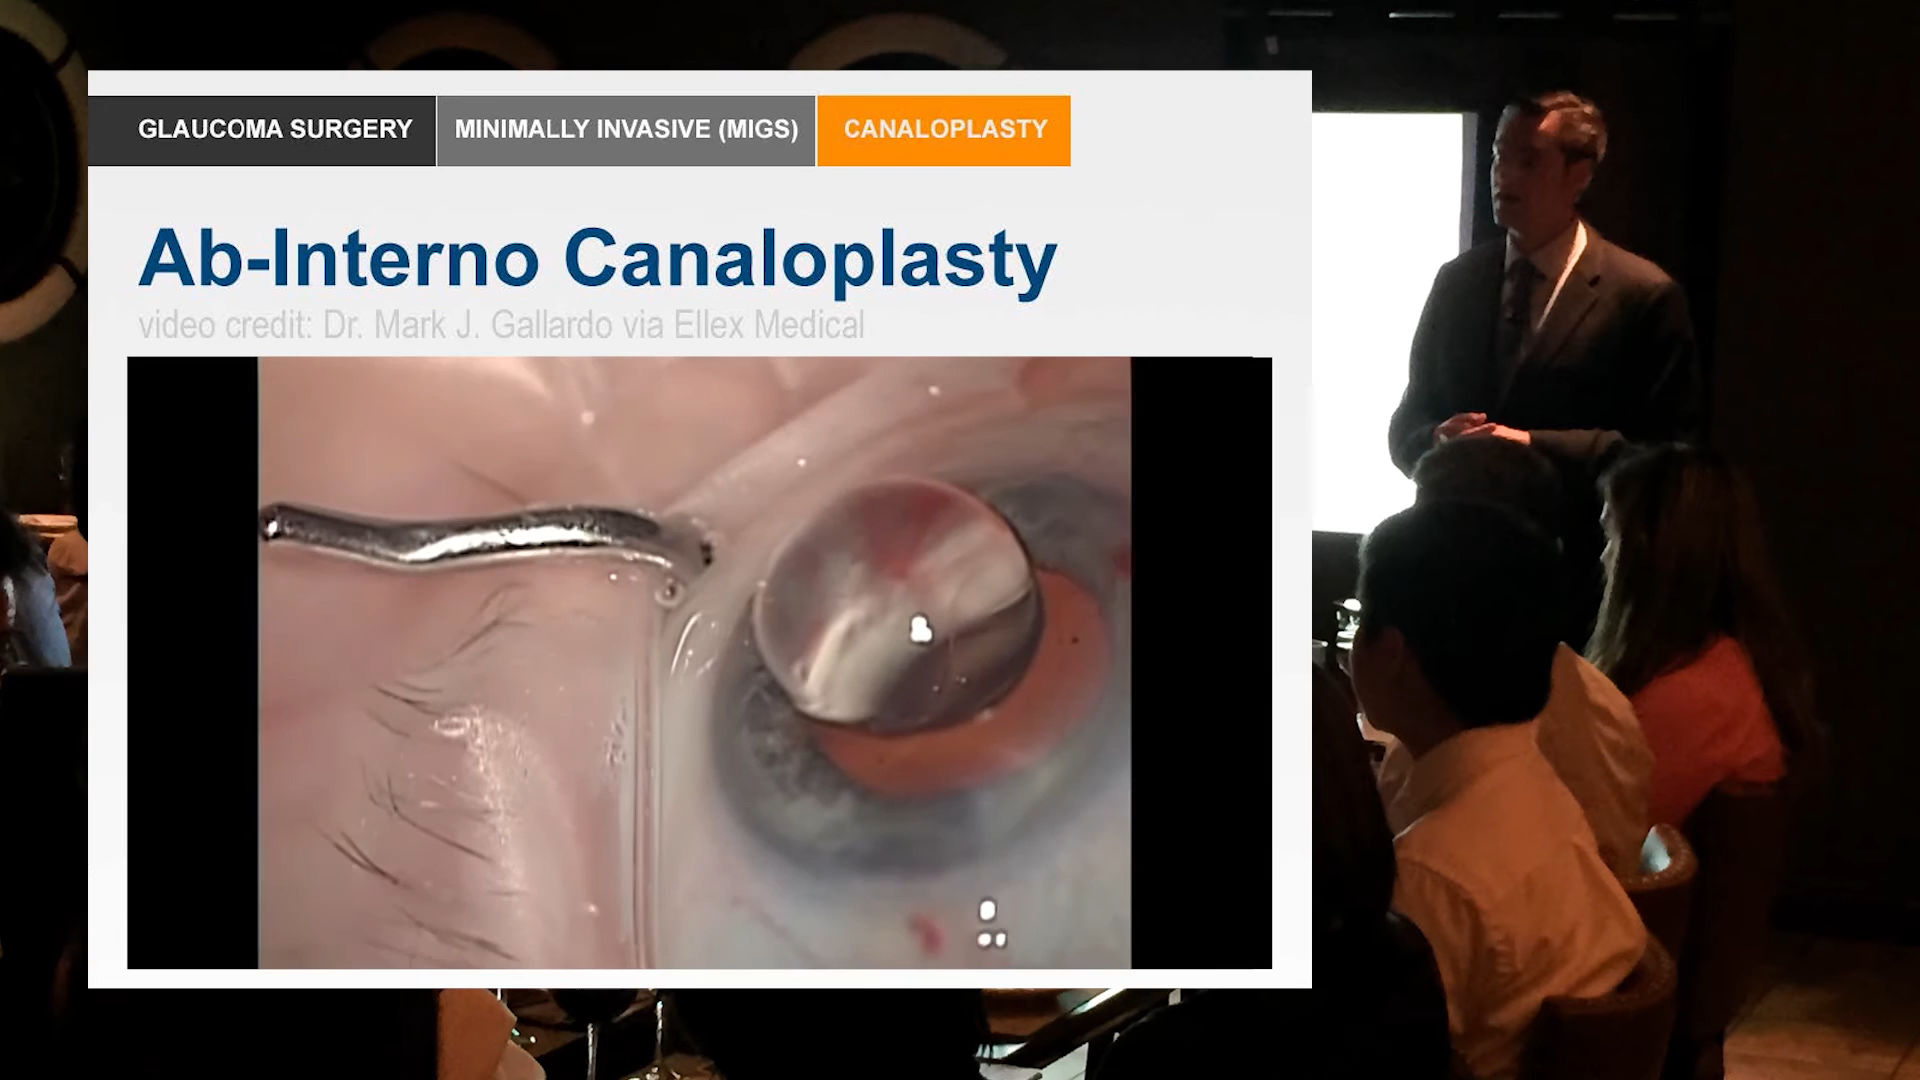 GLAUCOMA SURGERY MINIMALLY INVASIVE (MIGS) CANALOPLASTY
Ab-Interno Canaloplasty
video credit: Dr. Mark J. Gallardo via Ellex Medical